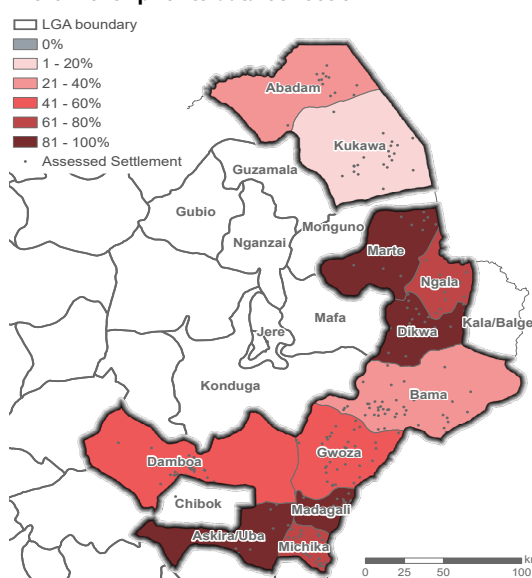 LGA boundary
0%
1 - 20%
21 - 40%
41 - 60%
61 - 80%
81 - 100%
Assessed Settlement
Abadam
Kukawa
Guzamala
Gubio
Monguno
Nganzai
Marte
Ngala
Mafa
Kala/Balge
Jere
Dikwa
Konduga
Bama
Gwoza
Damboa
Chibok
Madagali
Askira/Uba
Michika
km
0 25 50 100